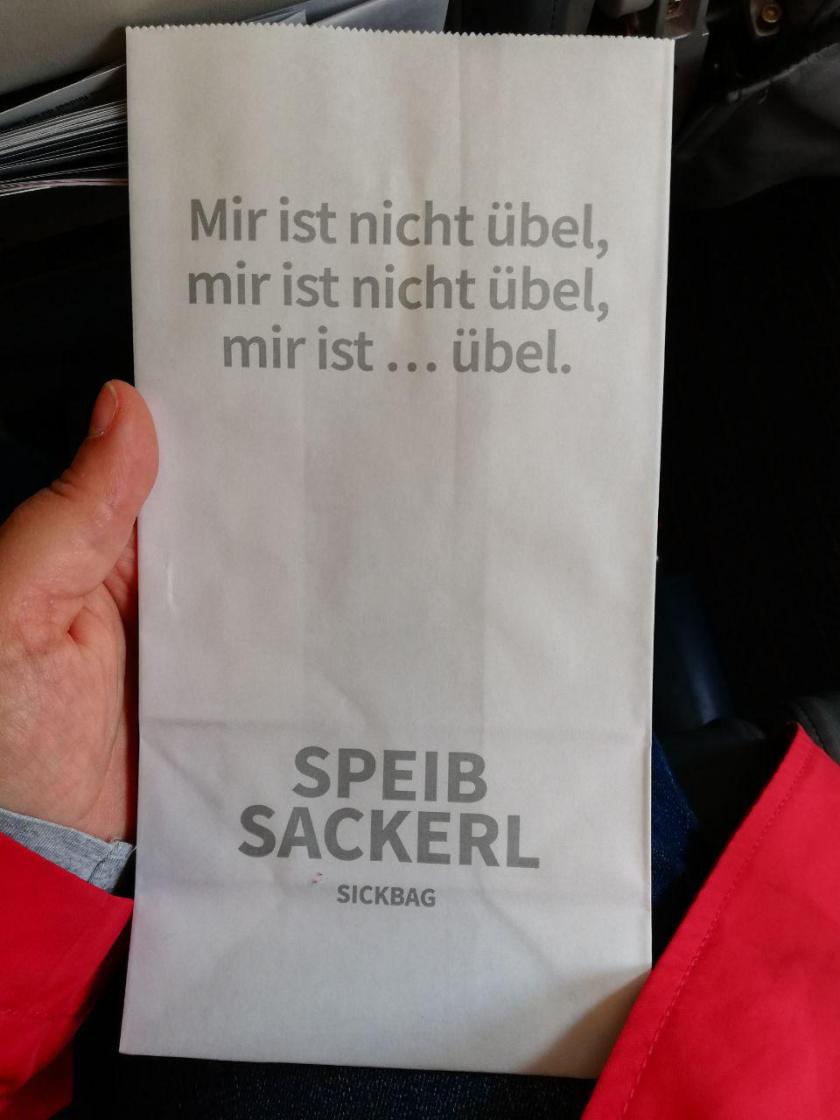 Mir ist nicht übel,
mir ist nicht übel,
mir ist ... übel.
SPEIB
SACKERL
SICKBAG